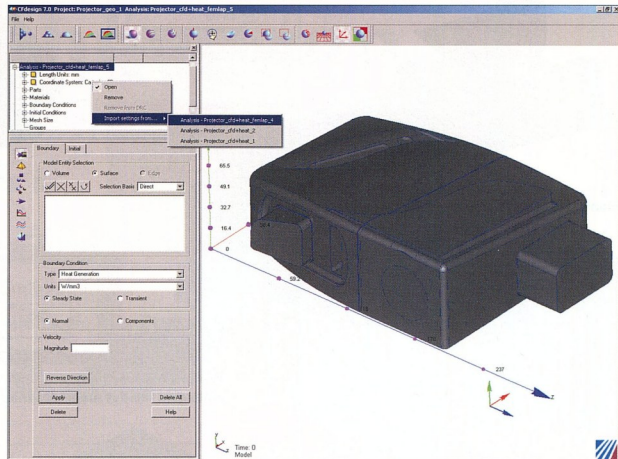 CFdesign 7.0 Project: Projector_geo_1 Analysis: Projector_cfd+heat_femlap_5
File Help
Analysis - Projector_cfd+heat_femlap_5
Length Units: mm
Coordinate System: Ca
Parts
Materials
Boundary Conditions
Initial Conditions
Mesh Size
Groups
Open
Remove
Import settings from...
Analysis - Projector_cfd+heat_femlap_4
Analysis - Projector_cfd+heat_2
Analysis - Projector_cfd+heat_1
Boundary Initial
Model Entity Selection
Volume Surface Edge
Selection Basis Direct
Boundary Condition
Type Heat Generation
Units W/mm3
Steady State Transient
Normal Components
Velocity
Magnitude
Reverse Direction
Apply Delete All
Delete Help
65.5
49.1
32.7
16.4
0
59.2
237
z
Time: 0
Model